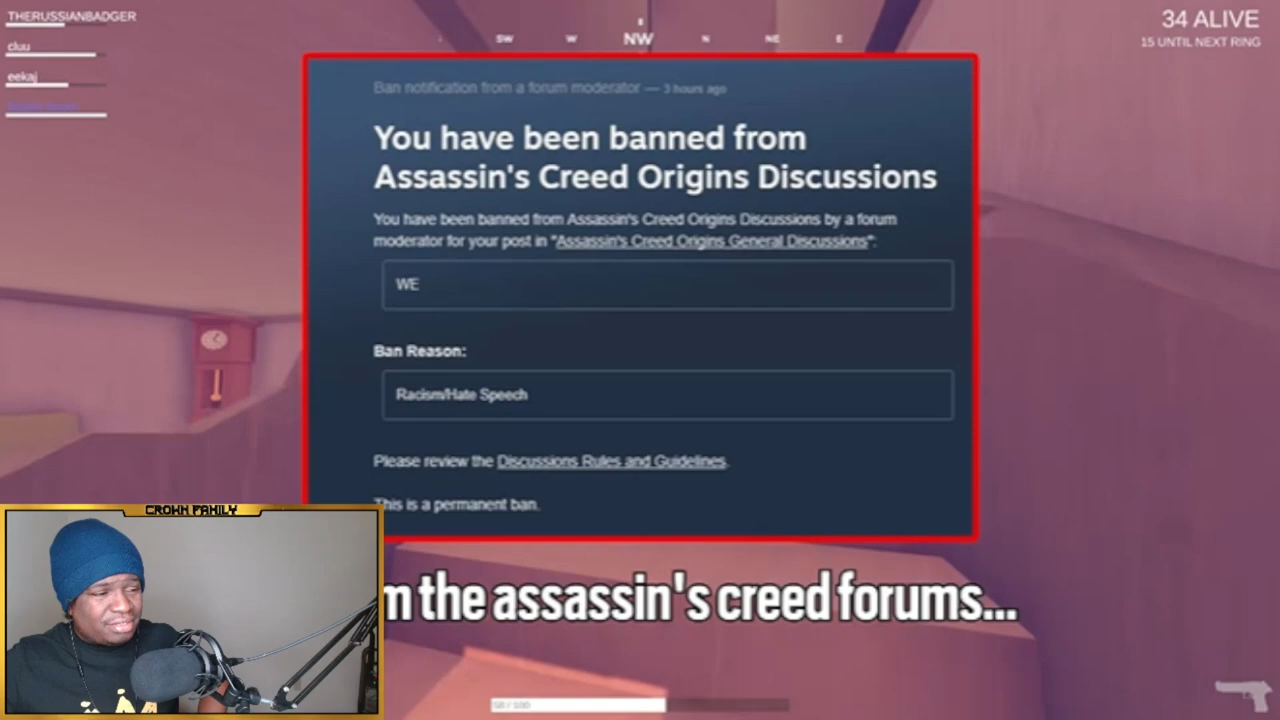 THERUSSIANBADGER
cluu
eekaj
SW
W
NW
N
NE
E
34 ALIVE
15 UNTIL NEXT RING
Ban notification from a forum moderator — 3 hours ago
You have been banned from
Assassin's Creed Origins Discussions
You have been banned from Assassin's Creed Origins Discussions by a forum
moderator for your post in "Assassin's Creed Origins General Discussions":
WE
Ban Reason:
Racism/Hate Speech
Please review the Discussions Rules and Guidelines.
This is a permanent ban.
CROWN FAMILY
m the assassin's creed forums...